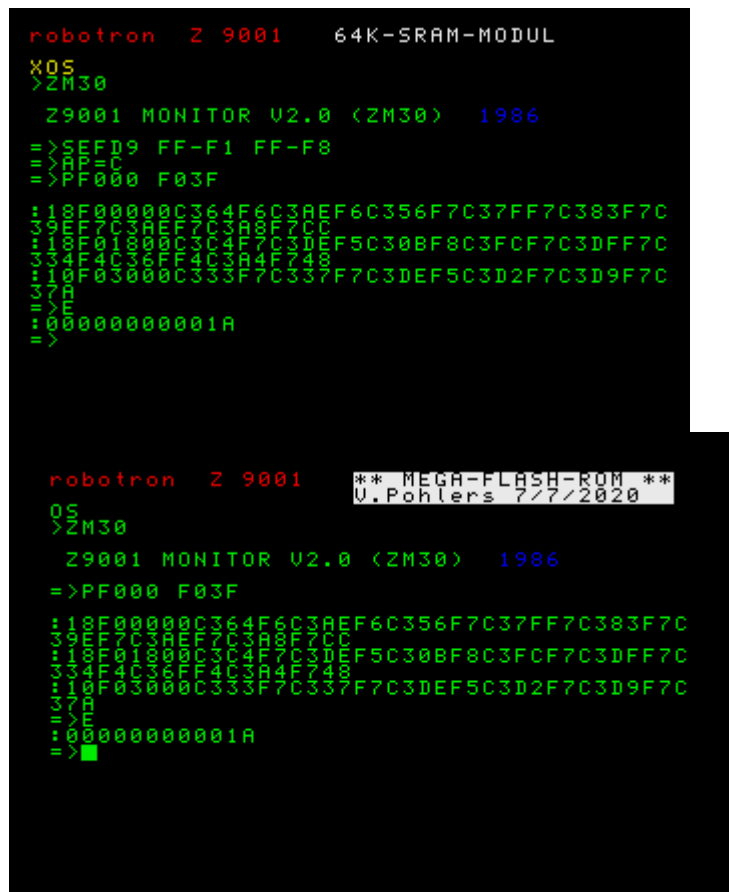 robotron Z 9001 64K-SRAM-MODUL
XOS
>ZM30
Z9001 MONITOR V2.0 (ZM30) 1986
=>SEFD9 FF-F1 FF-F8
=>AP=C
=>PF000 F03F
:18F00000C364F6C3AEF6C356F7C37FF7C383F7C
39EF7C3AEF7C3A8F7CC
:18F01800C3C4F7C3DEF5C30BF8C3FCF7C3DFF7C
334F4C36FF4C3A4F748
:10F03000C333F7C337F7C3DEF5C3D2F7C3D9F7C
37A
=>E
:00000000001A
=>
robotron Z 9001 ** MEGA-FLASH-ROM **
V.Pohlers 7/7/2020
OS
>ZM30
Z9001 MONITOR V2.0 (ZM30) 1986
=>PF000 F03F
:18F00000C364F6C3AEF6C356F7C37FF7C383F7C
39EF7C3AEF7C3A8F7CC
:18F01800C3C4F7C3DEF5C30BF8C3FCF7C3DFF7C
334F4C36FF4C3A4F748
:10F03000C333F7C337F7C3DEF5C3D2F7C3D9F7C
37A
=>E
:00000000001A
=>